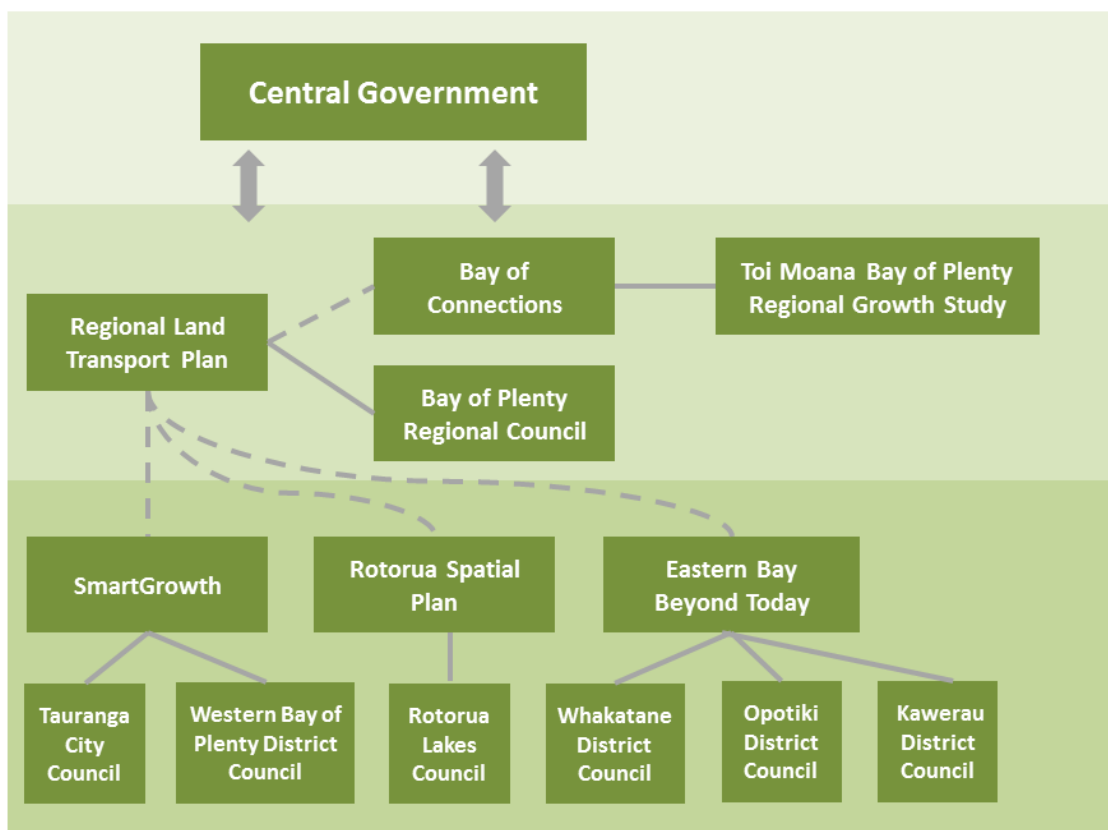 Central Government
Bay of
Connections
Toi Moana Bay of Plenty
Regional Growth Study
Regional Land
Transport Plan
Bay of Plenty
Regional Council
SmartGrowth
Rotorua Spatial
Plan
Eastern Bay
Beyond Today
Tauranga
City
Council
Western Bay of
Plenty District
Council
Rotorua
Lakes
Council
Whakatane
District
Council
Opotiki
District
Council
Kawerau
District
Council